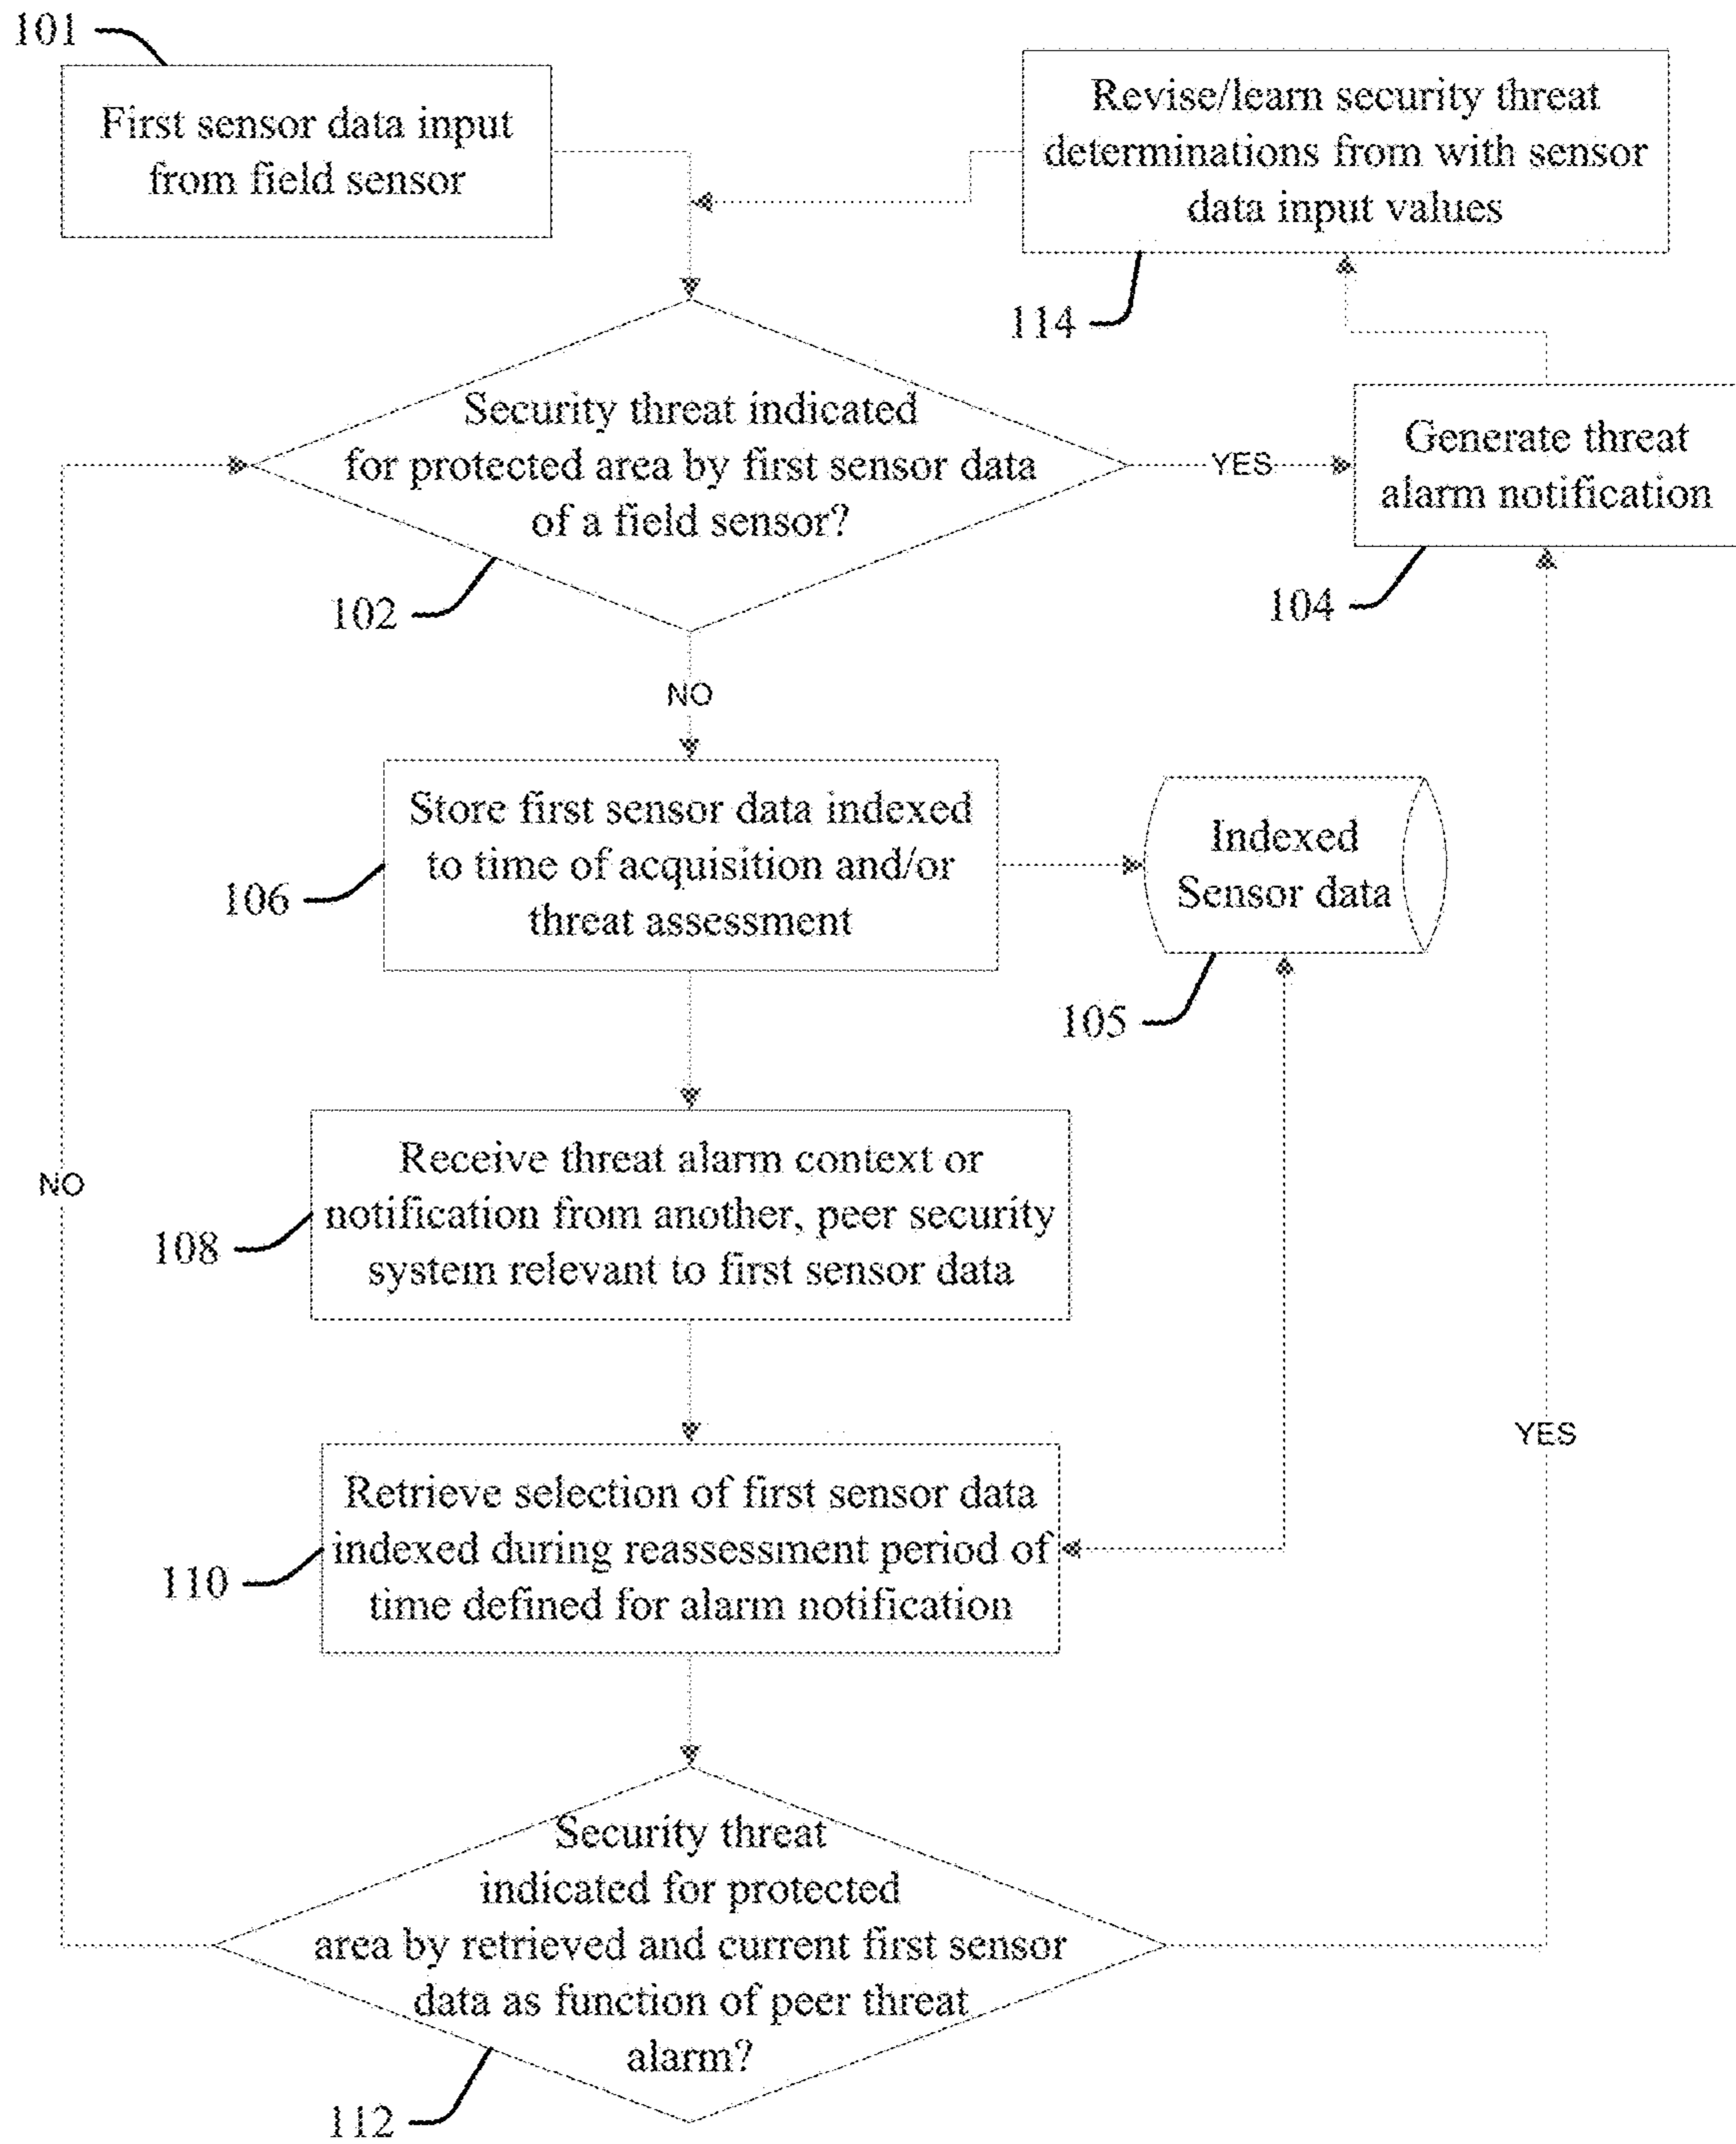 101
First sensor data input
from field sensor
Revise/learn security threat
determinations from with sensor
data input values
114
Security threat indicated
for protected area by first sensor data
of a field sensor?
102
YES
Generate threat
alarm notification
104
NO
Store first sensor data indexed
to time of acquisition and/or
threat assessment
106
Indexed
Sensor data
105
Receive threat alarm context or
notification from another, peer security
system relevant to first sensor data
108
NO
Retrieve selection of first sensor data
indexed during reassessment period of
time defined for alarm notification
110
YES
Security threat
indicated for protected
area by retrieved and current first sensor
data as function of peer threat
alarm?
112